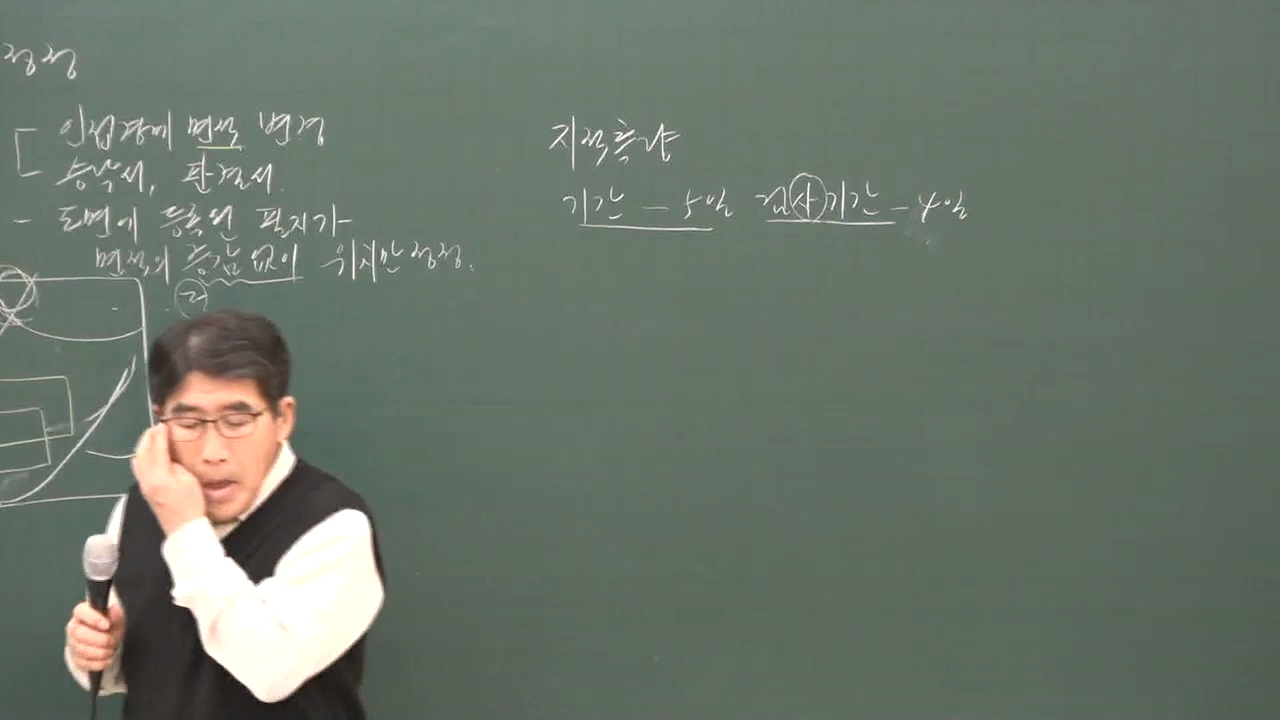 정정
인접경계 면적 변경
승낙서, 판결서.
- 도면에 등록된 필지가
면적의 증감 없이 위치만 정정.
지적측량
기간 - 5일 검사기간 - 4일